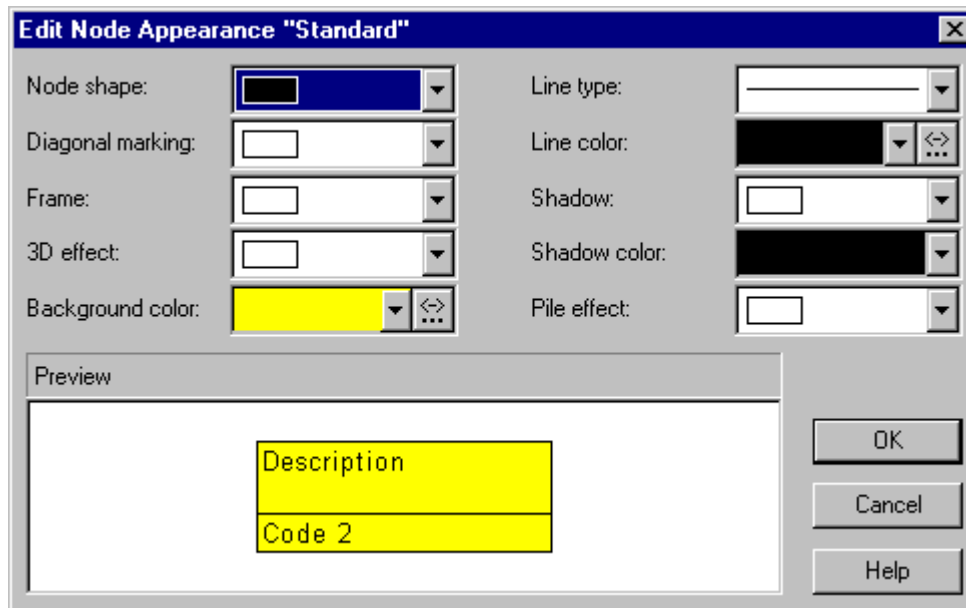 Edit Node Appearance "Standard"
Node shape:
Line type:
Diagonal marking:
Line color:
Frame:
Shadow:
3D effect:
Shadow color:
Background color:
Pile effect:
Preview
Description
Code 2
OK
Cancel
Help